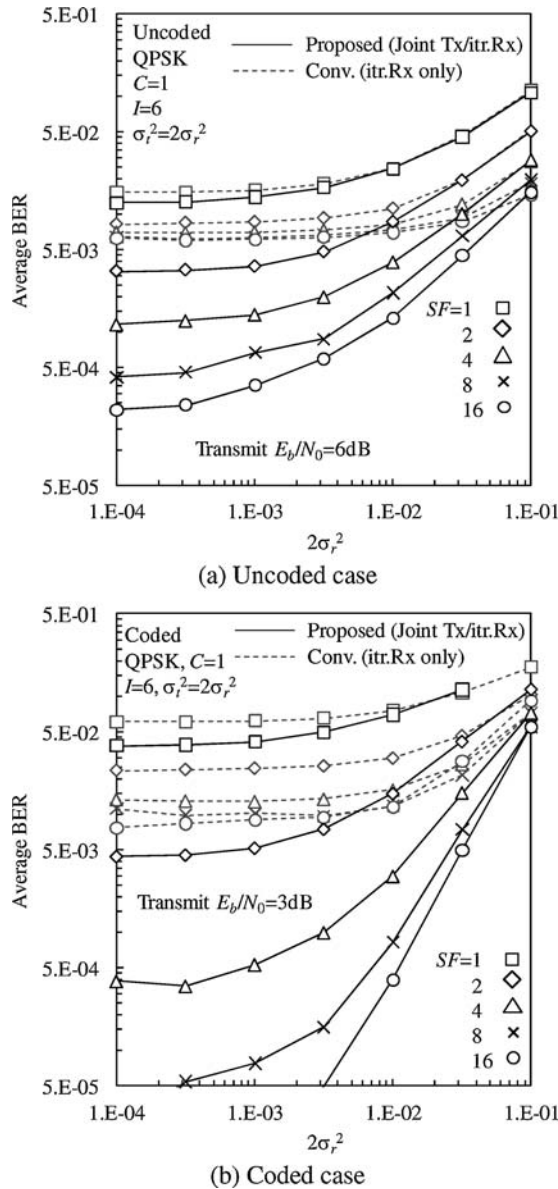 Uncoded
QPSK
C=1
I=6
σt²=2σr²
Proposed (Joint Tx/itr.Rx)
Conv. (itr.Rx only)
5.E-01
5.E-02
5.E-03
5.E-04
5.E-05
Average BER
SF=1
2
4
8
16
Transmit Eb/N0=6dB
1.E-04
1.E-03
1.E-02
1.E-01
2σr²
(a) Uncoded case
Coded
QPSK, C=1
I=6, σt²=2σr²
Proposed (Joint Tx/itr.Rx)
Conv. (itr.Rx only)
5.E-01
5.E-02
5.E-03
5.E-04
5.E-05
Average BER
Transmit Eb/N0=3dB
SF=1
2
4
8
16
1.E-04
1.E-03
1.E-02
1.E-01
2σr²
(b) Coded case